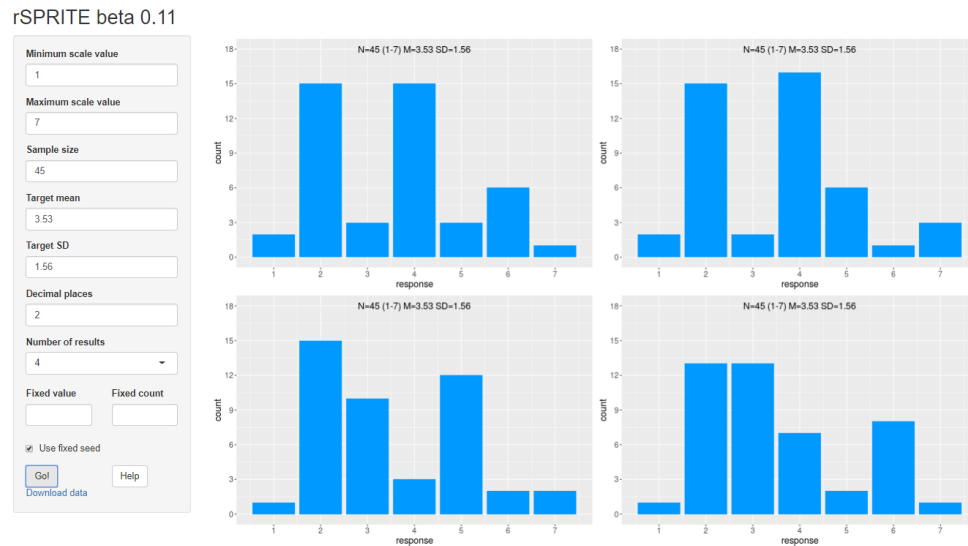 rSPRITE beta 0.11
Minimum scale value
1
Maximum scale value
7
Sample size
45
Target mean
3.53
Target SD
1.56
Decimal places
2
Number of results
4
Fixed value Fixed count
Use fixed seed
Go! Help
Download data
N=45 (1-7) M=3.53 SD=1.56
18
15
12
9
6
3
0
count
1 2 3 4 5 6 7
response
N=45 (1-7) M=3.53 SD=1.56
18
15
12
9
6
3
0
count
1 2 3 4 5 6 7
response
N=45 (1-7) M=3.53 SD=1.56
18
15
12
9
6
3
0
count
1 2 3 4 5 6 7
response
N=45 (1-7) M=3.53 SD=1.56
18
15
12
9
6
3
0
count
1 2 3 4 5 6 7
response